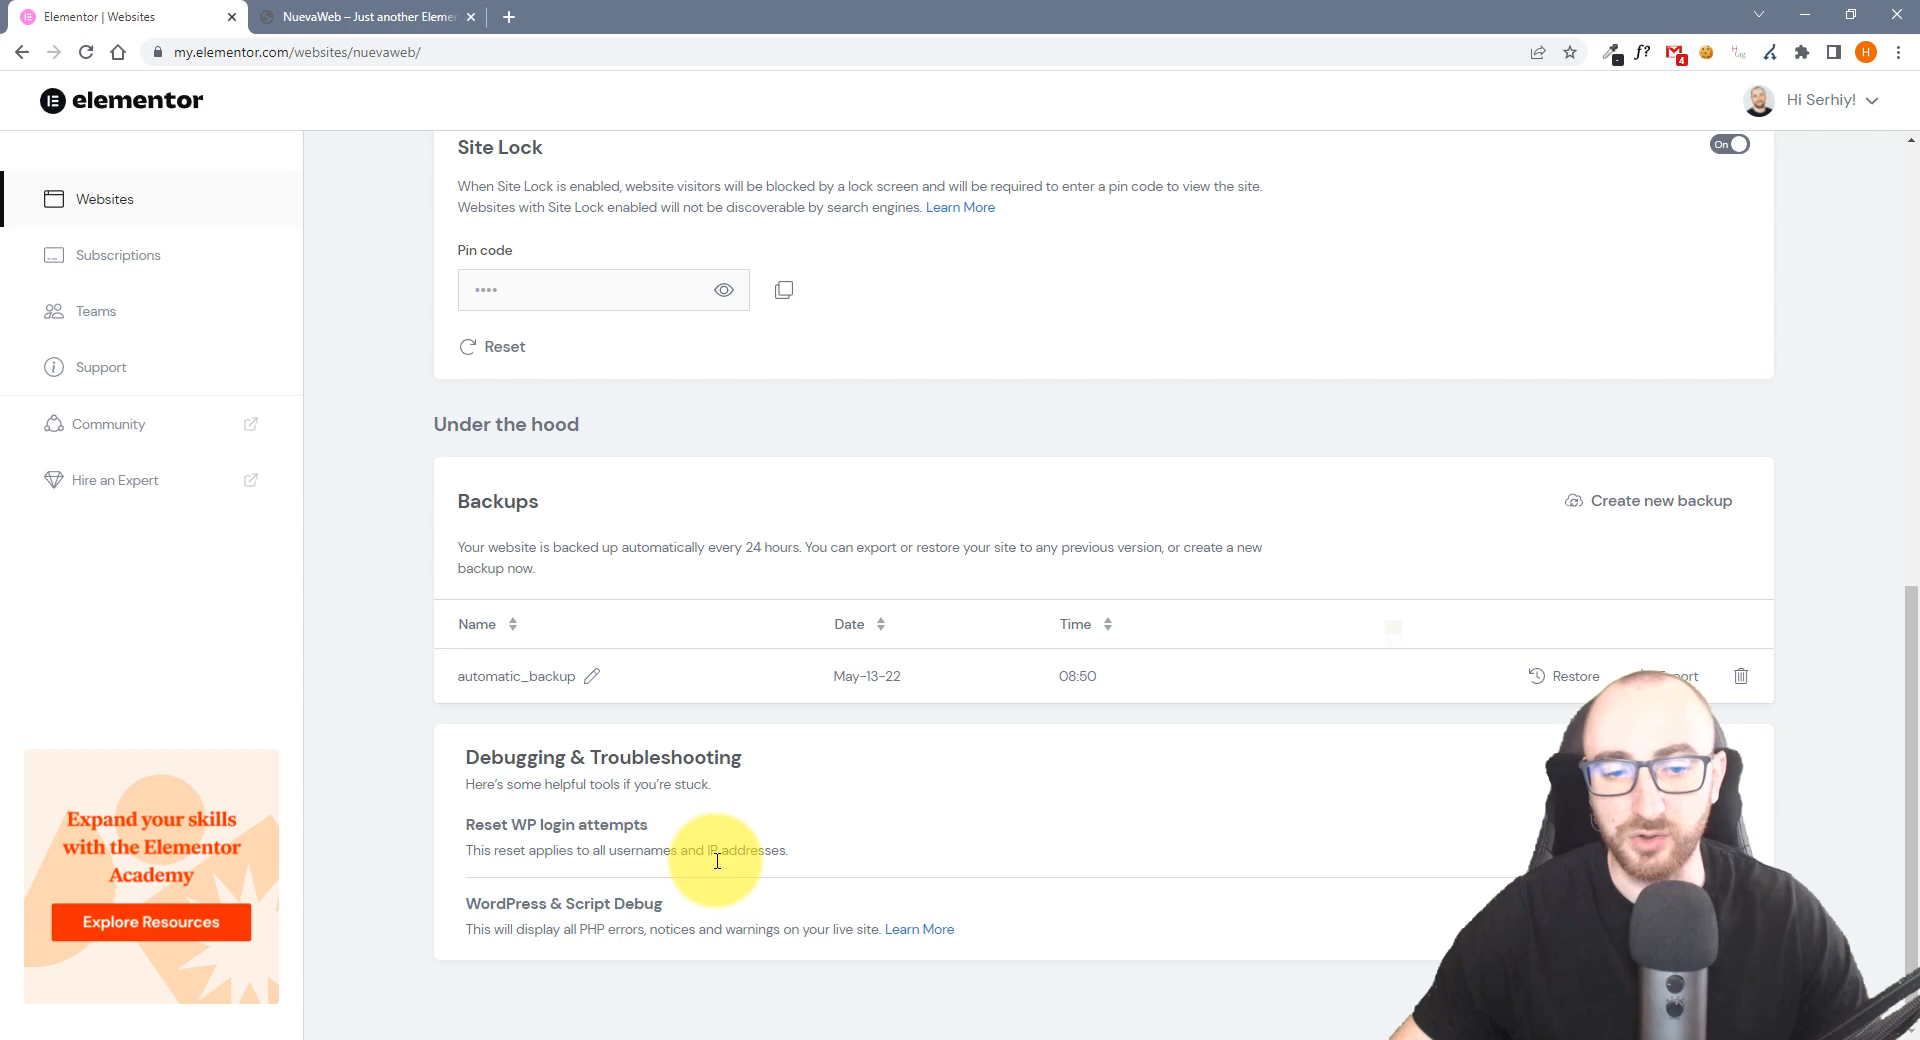 Elementor | Websites
NuevaWeb – Just another Elemer
my.elementor.com/websites/nuevaweb/
f?
4
H
elementor
Hi Serhiy!
Websites
Subscriptions
Teams
Support
Community
Hire an Expert
Expand your skills
with the Elementor
Academy
Explore Resources
Site Lock
On
When Site Lock is enabled, website visitors will be blocked by a lock screen and will be required to enter a pin code to view the site.
Websites with Site Lock enabled will not be discoverable by search engines. Learn More
Pin code
••••
Reset
Under the hood
Backups
Create new backup
Your website is backed up automatically every 24 hours. You can export or restore your site to any previous version, or create a new
backup now.
Name Date Time
automatic_backup May-13-22 08:50 Restore
Debugging & Troubleshooting
Here's some helpful tools if you're stuck.
Reset WP login attempts
This reset applies to all usernames and IP addresses.
WordPress & Script Debug
This will display all PHP errors, notices and warnings on your live site. Learn More